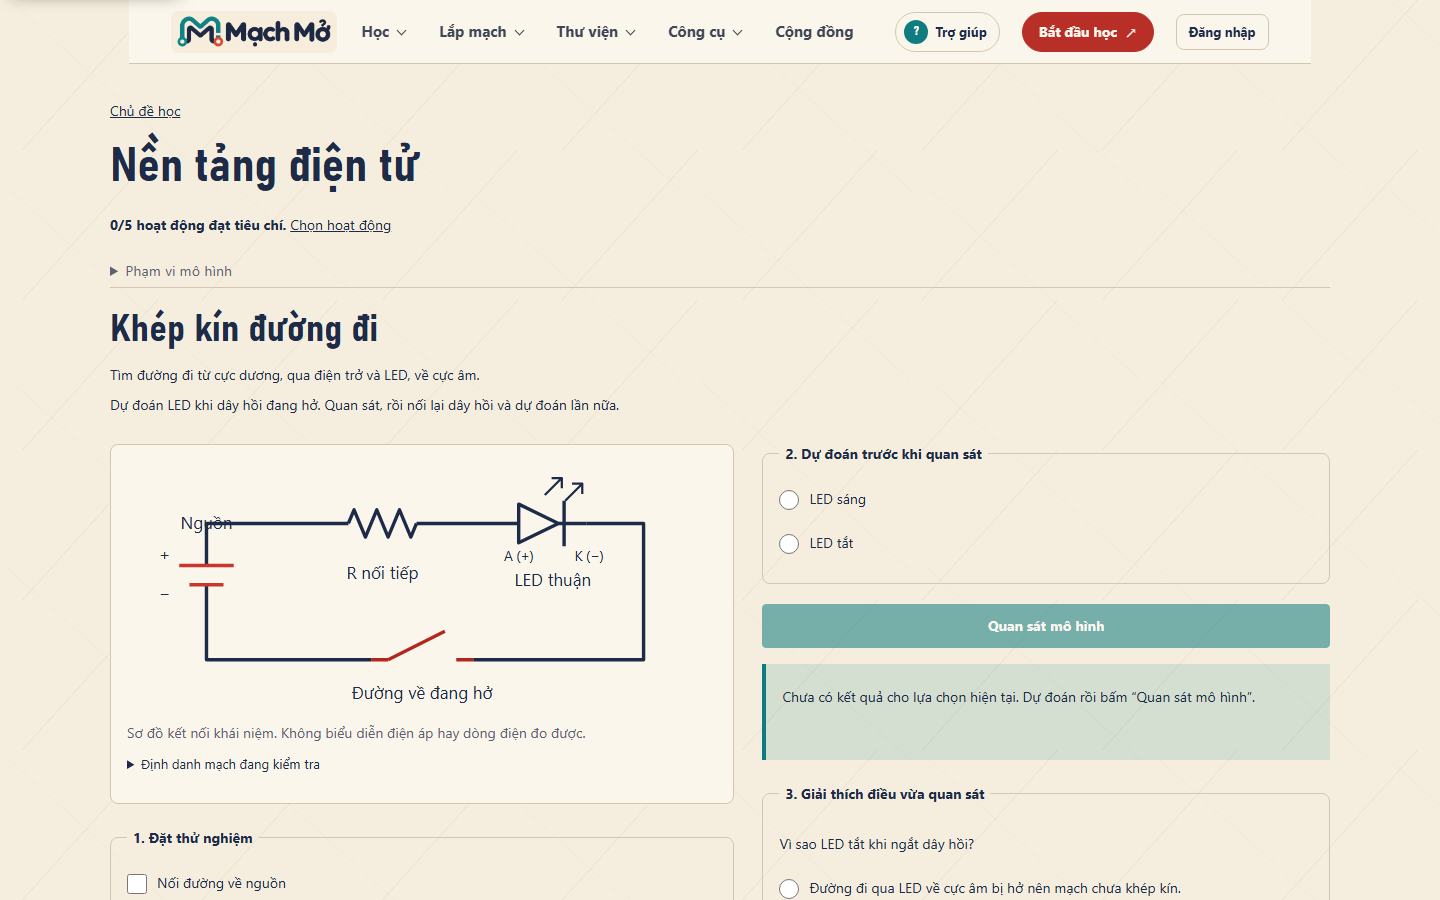 Mạch Mở
Học
Lắp mạch
Thư viện
Công cụ
Cộng đồng
? Trợ giúp
Bắt đầu học ↗
Đăng nhập
Chủ đề học
Nền tảng điện tử
0/5 hoạt động đạt tiêu chí. Chọn hoạt động
Phạm vi mô hình
Khép kín đường đi
Tìm đường đi từ cực dương, qua điện trở và LED, về cực âm.
Dự đoán LED khi dây hồi đang hở. Quan sát, rồi nối lại dây hồi và dự đoán lần nữa.
Nguồn
+
−
R nối tiếp
A (+)
K (−)
LED thuận
Đường về đang hở
Sơ đồ kết nối khái niệm. Không biểu diễn điện áp hay dòng điện đo được.
Định danh mạch đang kiểm tra
1. Đặt thử nghiệm
Nối đường về nguồn
2. Dự đoán trước khi quan sát
LED sáng
LED tắt
Quan sát mô hình
Chưa có kết quả cho lựa chọn hiện tại. Dự đoán rồi bấm “Quan sát mô hình”.
3. Giải thích điều vừa quan sát
Vì sao LED tắt khi ngắt dây hồi?
Đường đi qua LED về cực âm bị hở nên mạch chưa khép kín.